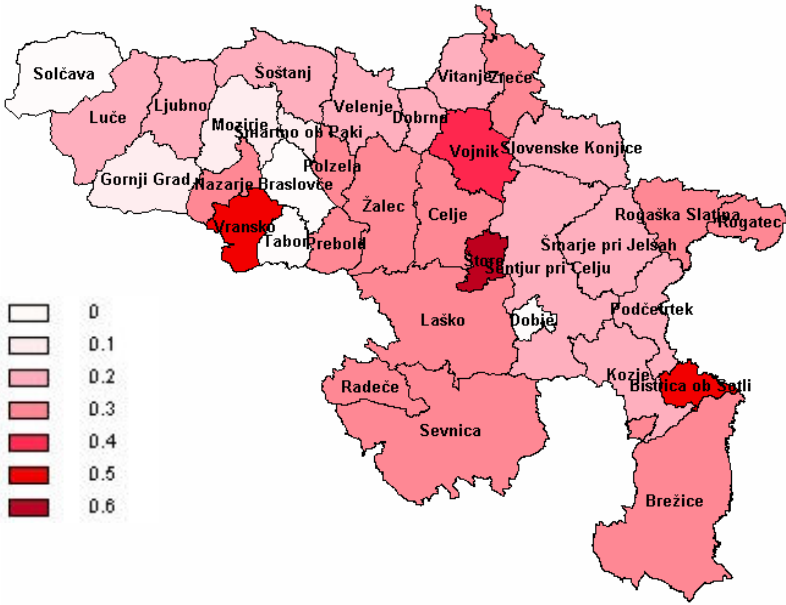 Solčava
Luče
Ljubno
Šoštanj
Mozirje
Šmartno ob Paki
Velenje
Dobrna
Vitanje
Zreče
Vojnik
Slovenske Konjice
Gornji Grad
Nazarje
Braslovče
Polzela
Vransko
Tabor
Prebold
Žalec
Celje
Štore
Šentjur pri Celju
Šmarje pri Jelšah
Rogaška Slatina
Rogatec
Laško
Dobje
Podčetrtek
Kozje
Bistrica ob Sotli
Radeče
Sevnica
Brežice
0
0.1
0.2
0.3
0.4
0.5
0.6